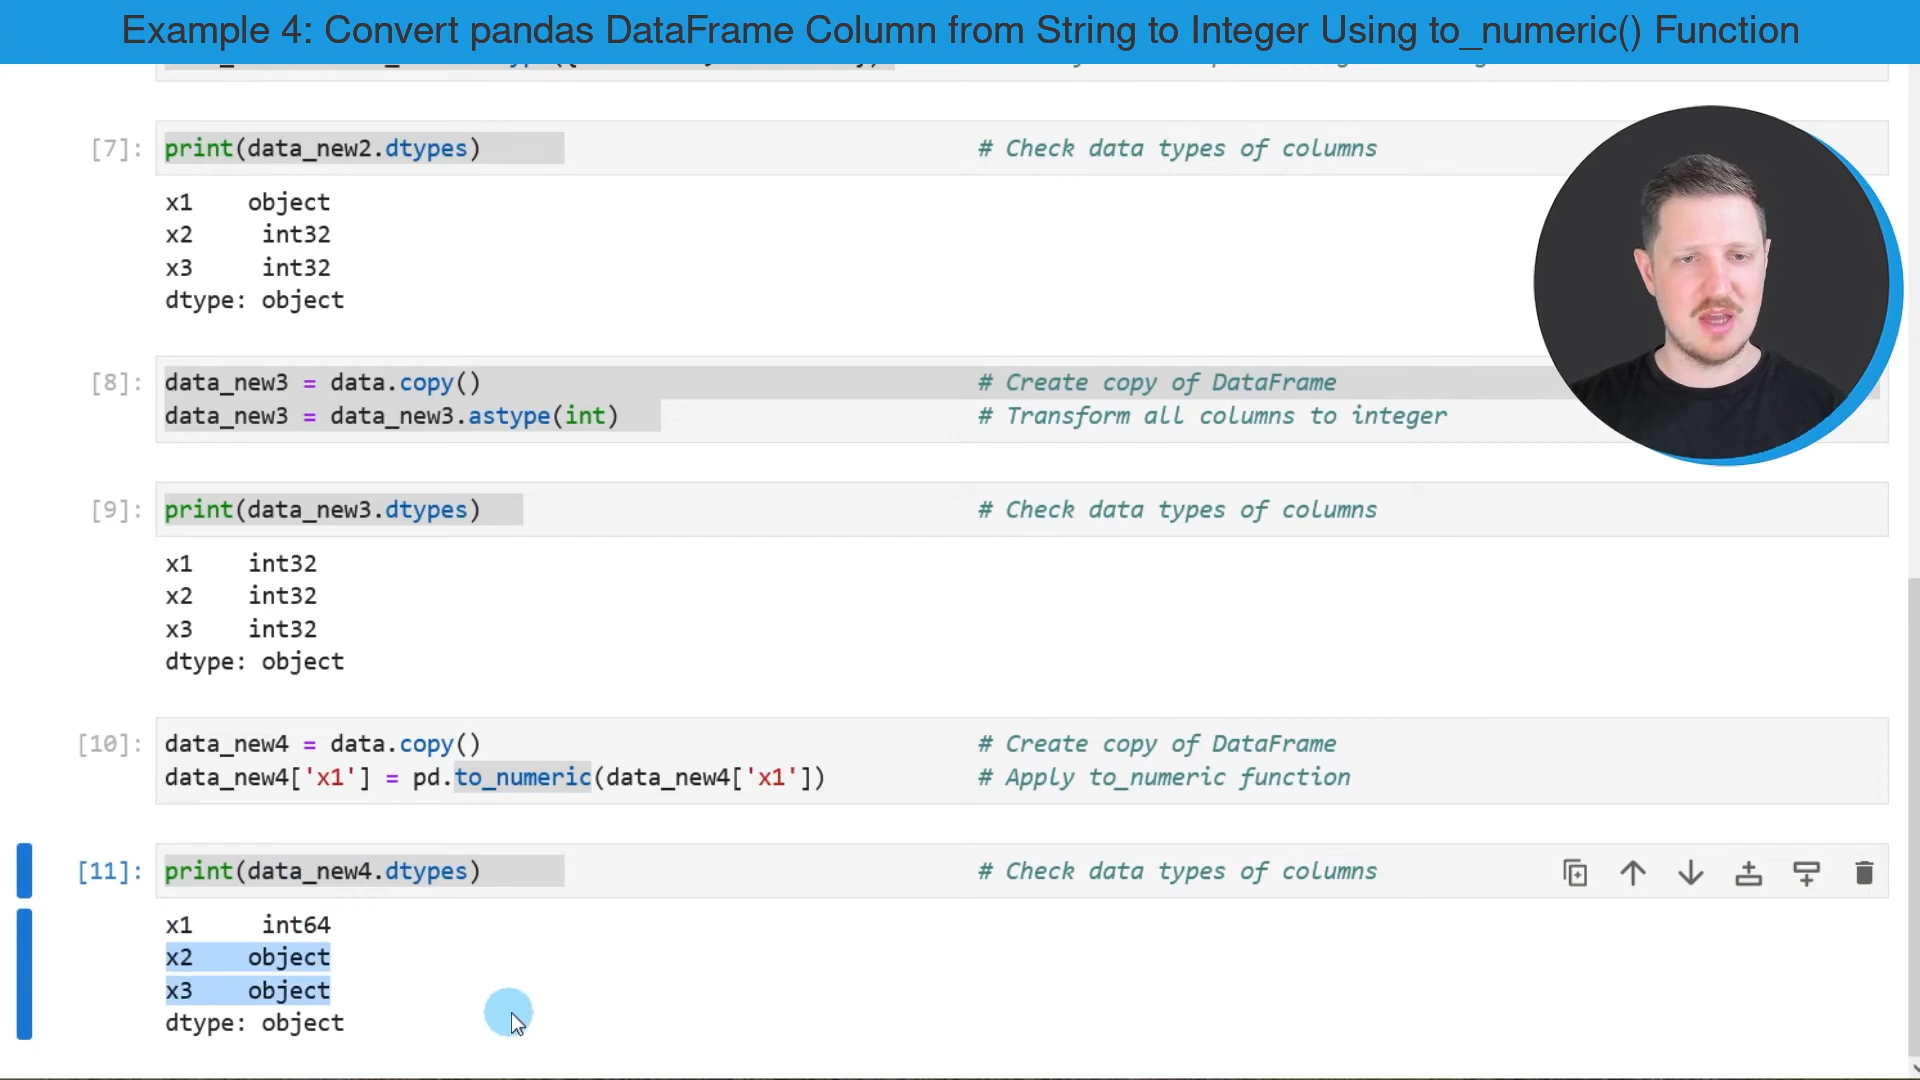 Example 4: Convert pandas DataFrame Column from String to Integer Using to_numeric() Function
[7]: print(data_new2.dtypes) # Check data types of columns
x1 object
x2 int32
x3 int32
dtype: object
[8]: data_new3 = data.copy() # Create copy of DataFrame
data_new3 = data_new3.astype(int) # Transform all columns to integer
[9]: print(data_new3.dtypes) # Check data types of columns
x1 int32
x2 int32
x3 int32
dtype: object
[10]: data_new4 = data.copy() # Create copy of DataFrame
data_new4['x1'] = pd.to_numeric(data_new4['x1']) # Apply to_numeric function
[11]: print(data_new4.dtypes) # Check data types of columns
x1 int64
x2 object
x3 object
dtype: object